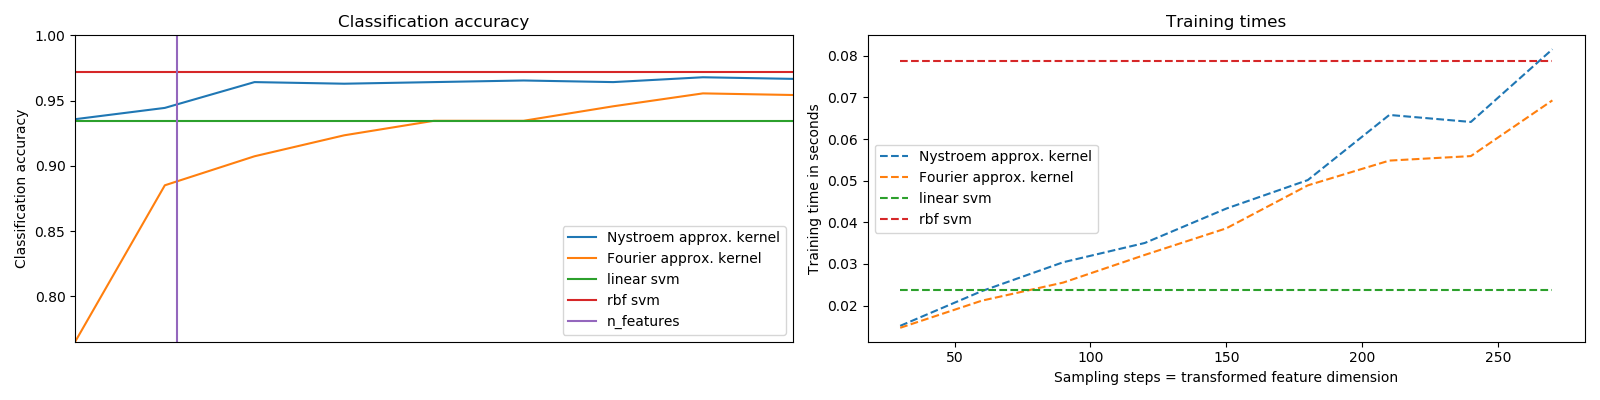 Classification accuracy
1.00
0.95
0.90
0.85
0.80
Classification accuracy
Nystroem approx. kernel
Fourier approx. kernel
linear svm
rbf svm
n_features
Training times
0.08
0.07
0.06
0.05
0.04
0.03
0.02
Training time in seconds
Nystroem approx. kernel
Fourier approx. kernel
linear svm
rbf svm
50
100
150
200
250
Sampling steps = transformed feature dimension